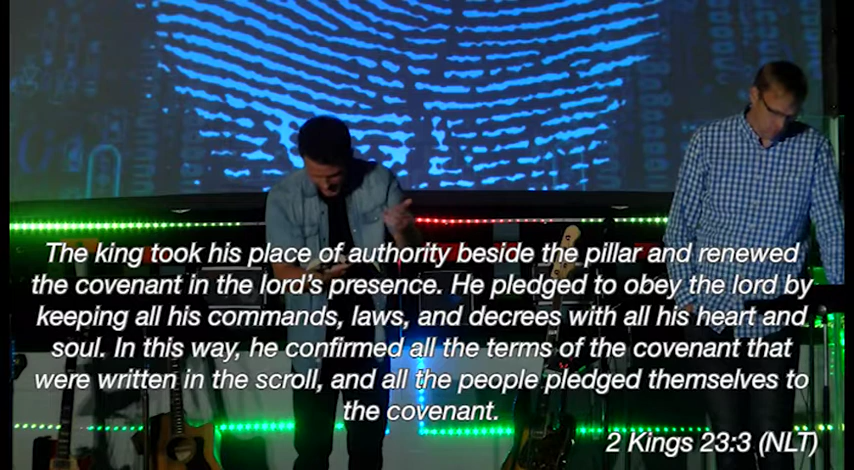 The king took his place of authority beside the pillar and renewed
the covenant in the lord's presence. He pledged to obey the lord by
keeping all his commands, laws, and decrees with all his heart and
soul. In this way, he confirmed all the terms of the covenant that
were written in the scroll, and all the people pledged themselves to
the covenant.
2 Kings 23:3 (NLT)